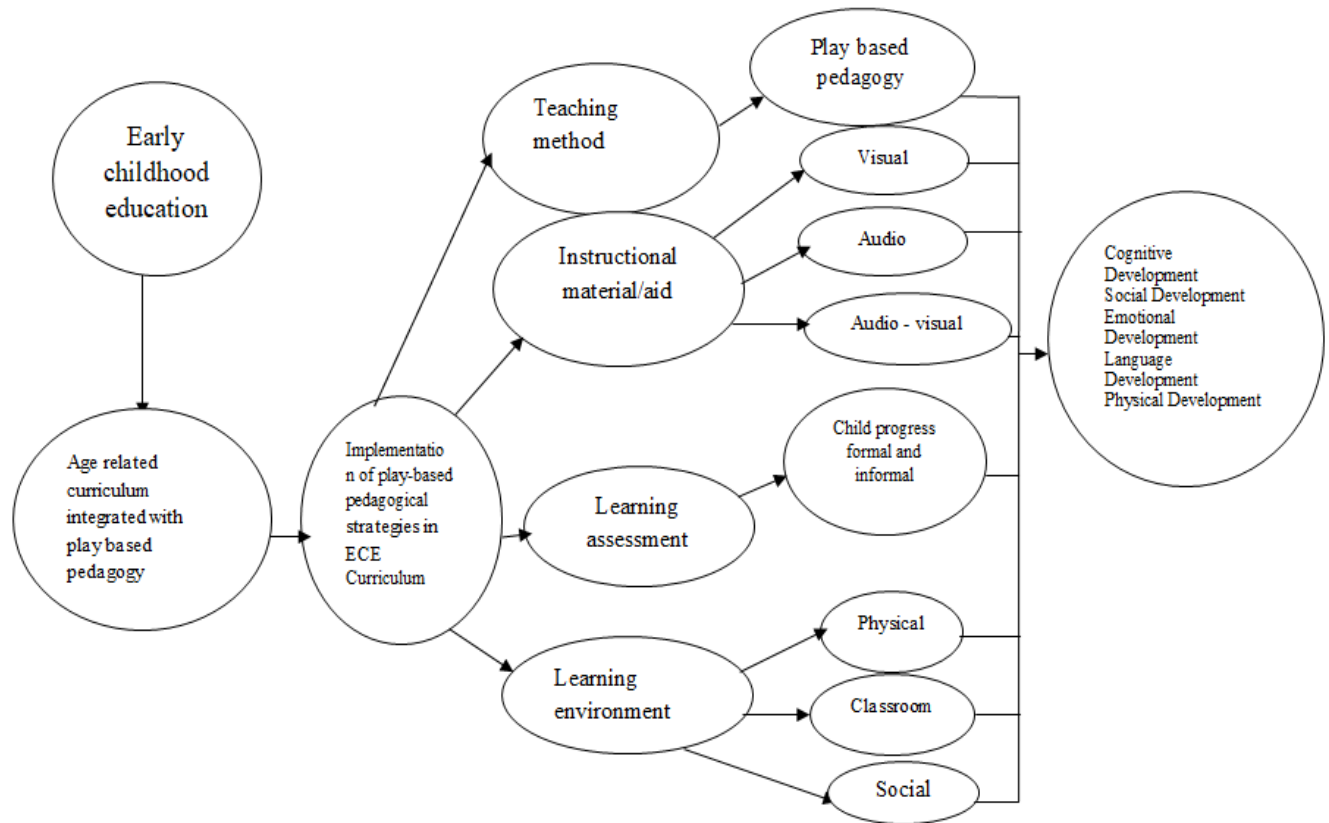 Early
childhood
education
Age related
curriculum
integrated with
play based
pedagogy
Implementatio
n of play-based
pedagogical
strategies in
ECE
Curriculum
Teaching
method
Instructional
material/aid
Learning
assessment
Learning
environment
Play based
pedagogy
Visual
Audio
Audio - visual
Child progress
formal and
informal
Physical
Classroom
Social
Cognitive
Development
Social Development
Emotional
Development
Language
Development
Physical Development